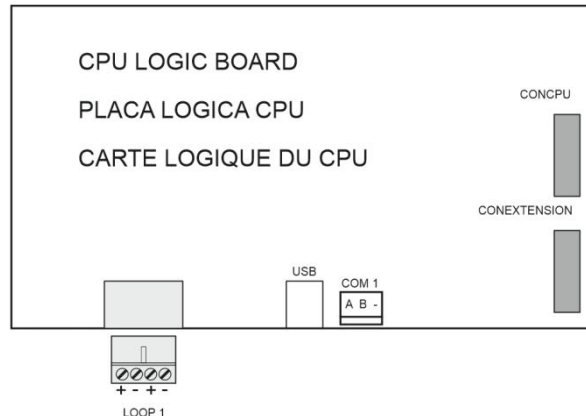 CPU LOGIC BOARD
CONCPU
PLACA LOGICA CPU
CARTE LOGIQUE DU CPU
CONEXTENSION
USB
COM 1
A B -
+ - + -
LOOP 1